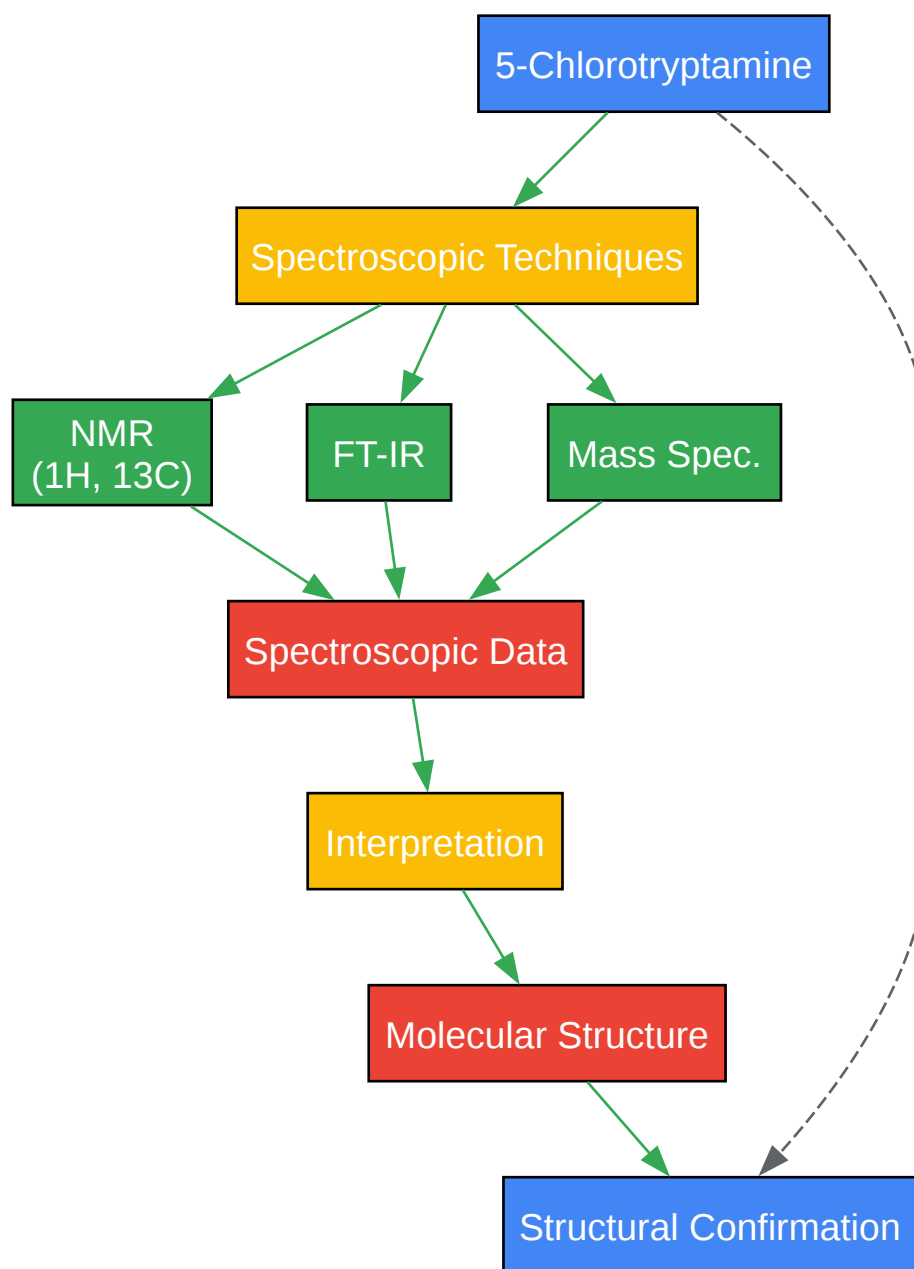 5-Chlorotryptamine
Spectroscopic Techniques
NMR
(1H, 13C)
FT-IR
Mass Spec.
Spectroscopic Data
Interpretation
Molecular Structure
Structural Confirmation